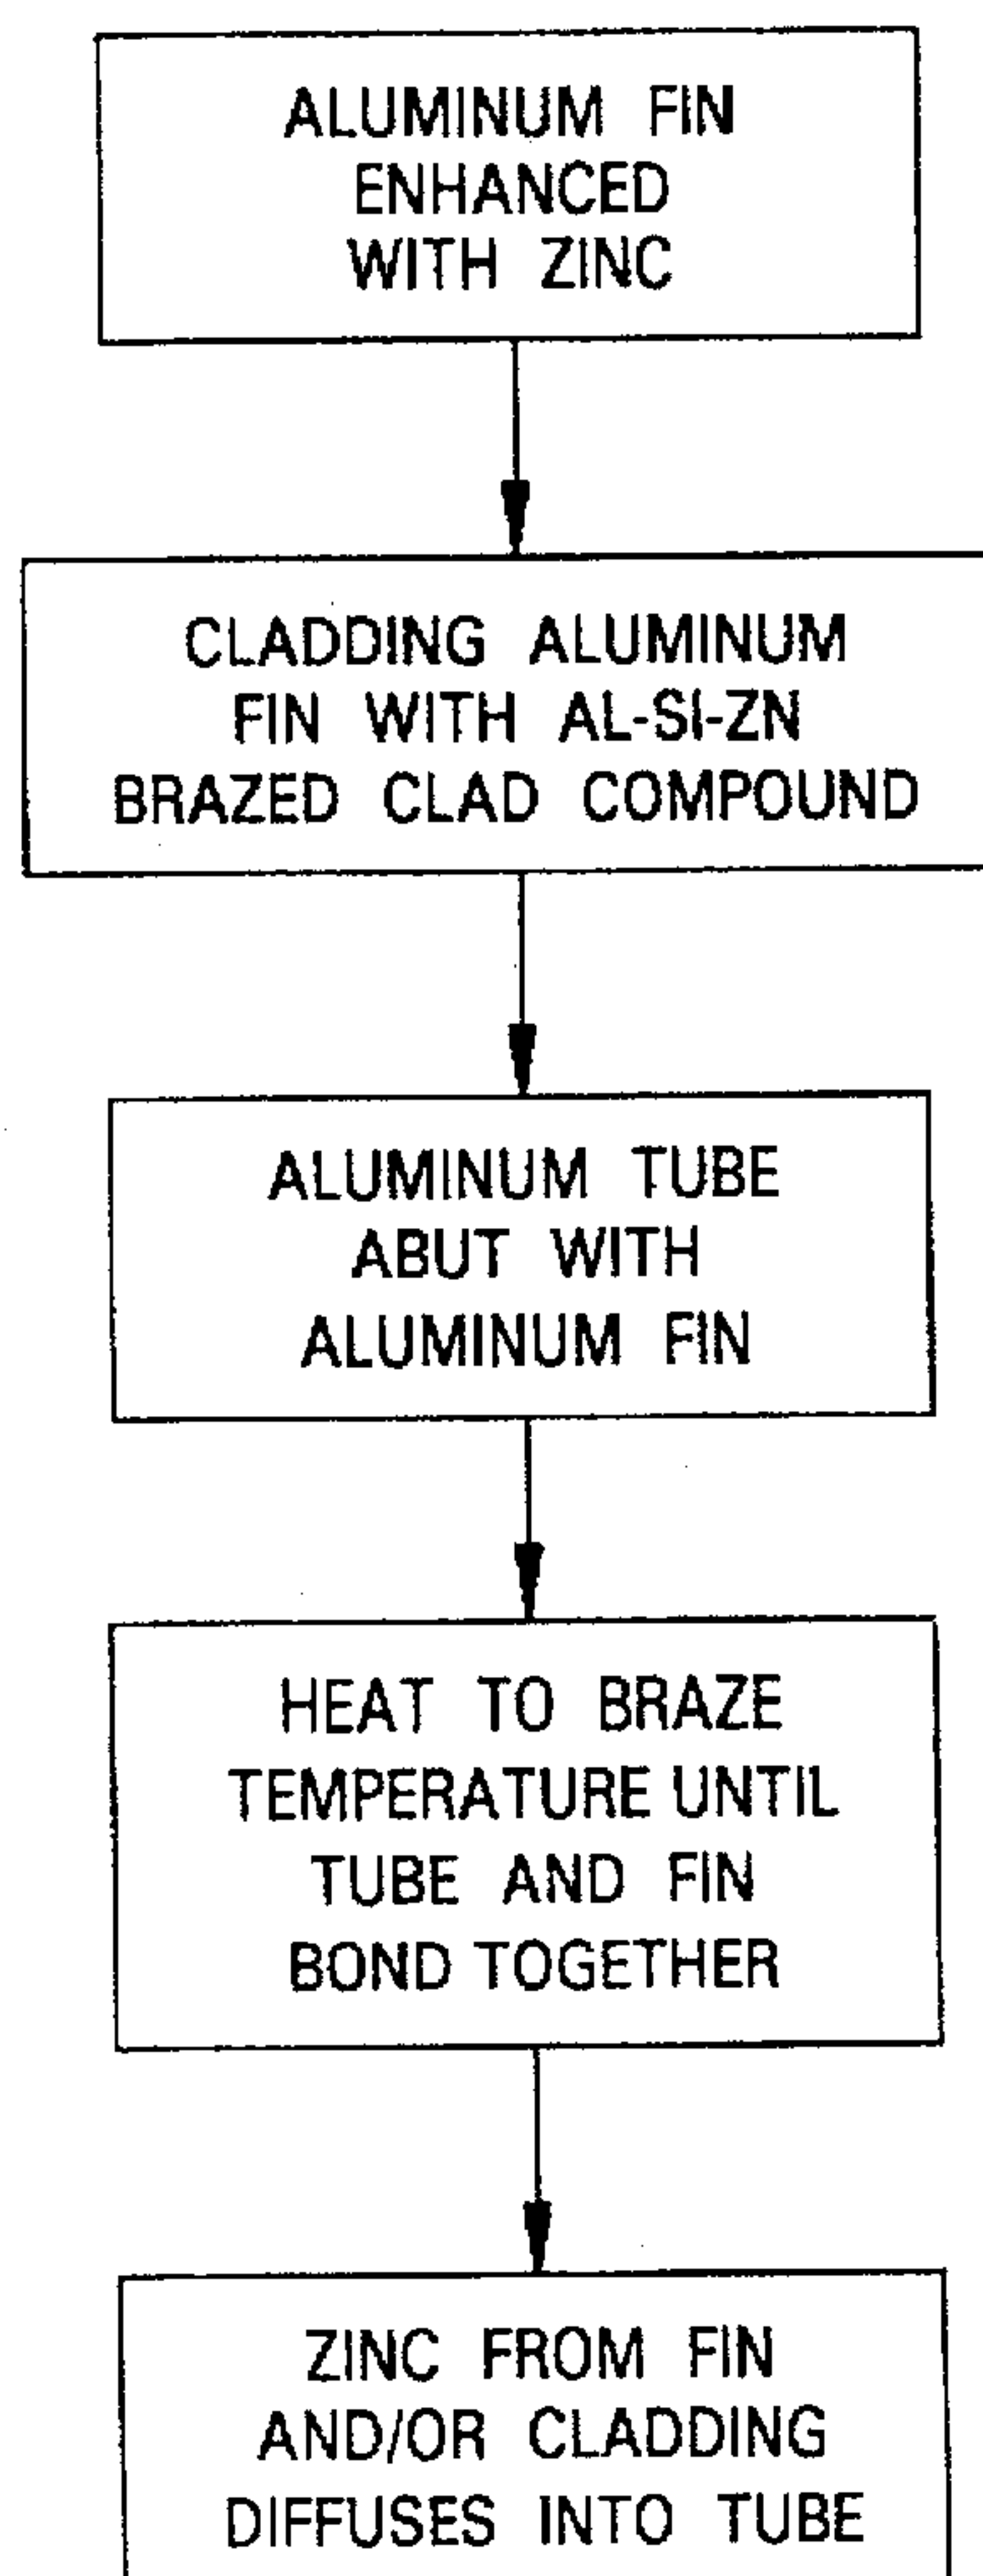 ALUMINUM FIN
ENHANCED
WITH ZINC
CLADDING ALUMINUM
FIN WITH AL-SI-ZN
BRAZED CLAD COMPOUND
ALUMINUM TUBE
ABUT WITH
ALUMINUM FIN
HEAT TO BRAZE
TEMPERATURE UNTIL
TUBE AND FIN
BOND TOGETHER
ZINC FROM FIN
AND/OR CLADDING
DIFFUSES INTO TUBE